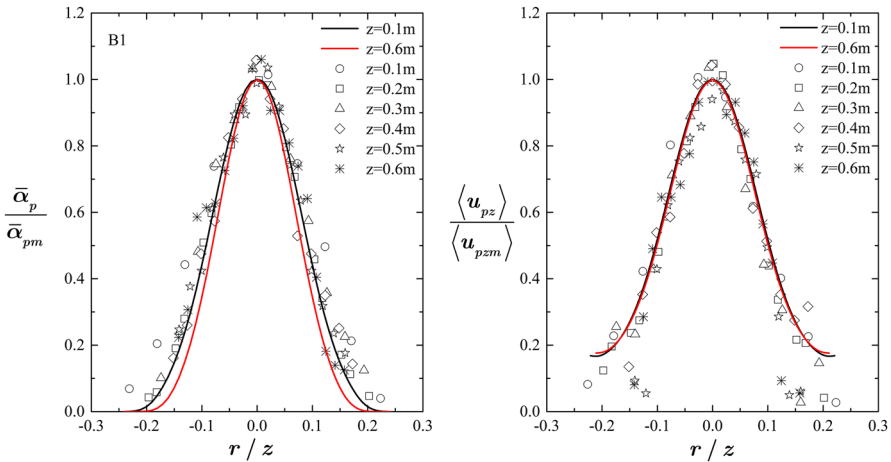 B1
z=0.1m
z=0.6m
z=0.1m
z=0.2m
z=0.3m
z=0.4m
z=0.5m
z=0.6m
1.2
1.0
0.8
0.6
0.4
0.2
0.0
ᾱ_p
ᾱ_pm
-0.3 -0.2 -0.1 0.0 0.1 0.2 0.3
r / z
z=0.1m
z=0.6m
z=0.1m
z=0.2m
z=0.3m
z=0.4m
z=0.5m
z=0.6m
1.2
1.0
0.8
0.6
0.4
0.2
0.0
⟨u_pz⟩
⟨u_pzm⟩
-0.3 -0.2 -0.1 0.0 0.1 0.2 0.3
r / z